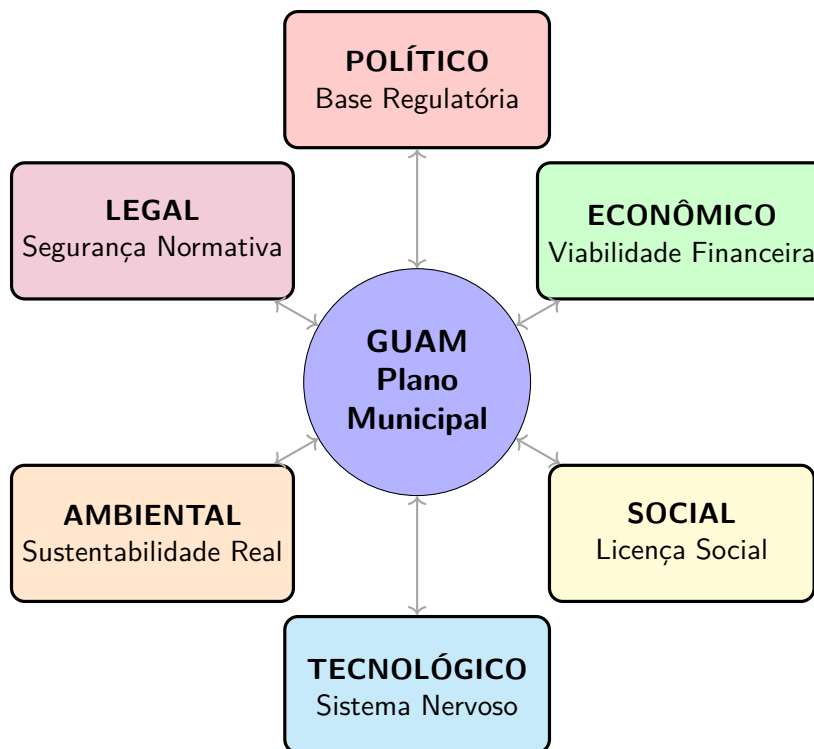 POLÍTICO
Base Regulatória
LEGAL
Segurança Normativa
ECONÔMICO
Viabilidade Financeira
GUAM
Plano
Municipal
AMBIENTAL
Sustentabilidade Real
SOCIAL
Licença Social
TECNOLÓGICO
Sistema Nervoso